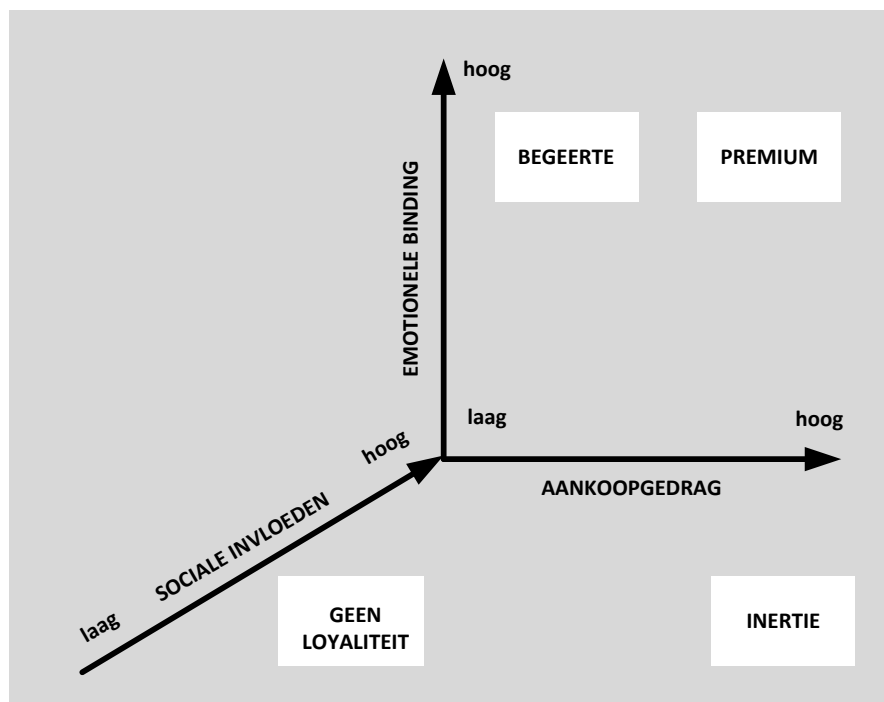 hoog
BEGEERTE
PREMIUM
EMOTIONELE BINDING
laag
hoog
hoog
AANKOOPGEDRAG
SOCIALE INVLOEDEN
laag
GEEN
LOYALITEIT
INERTIE